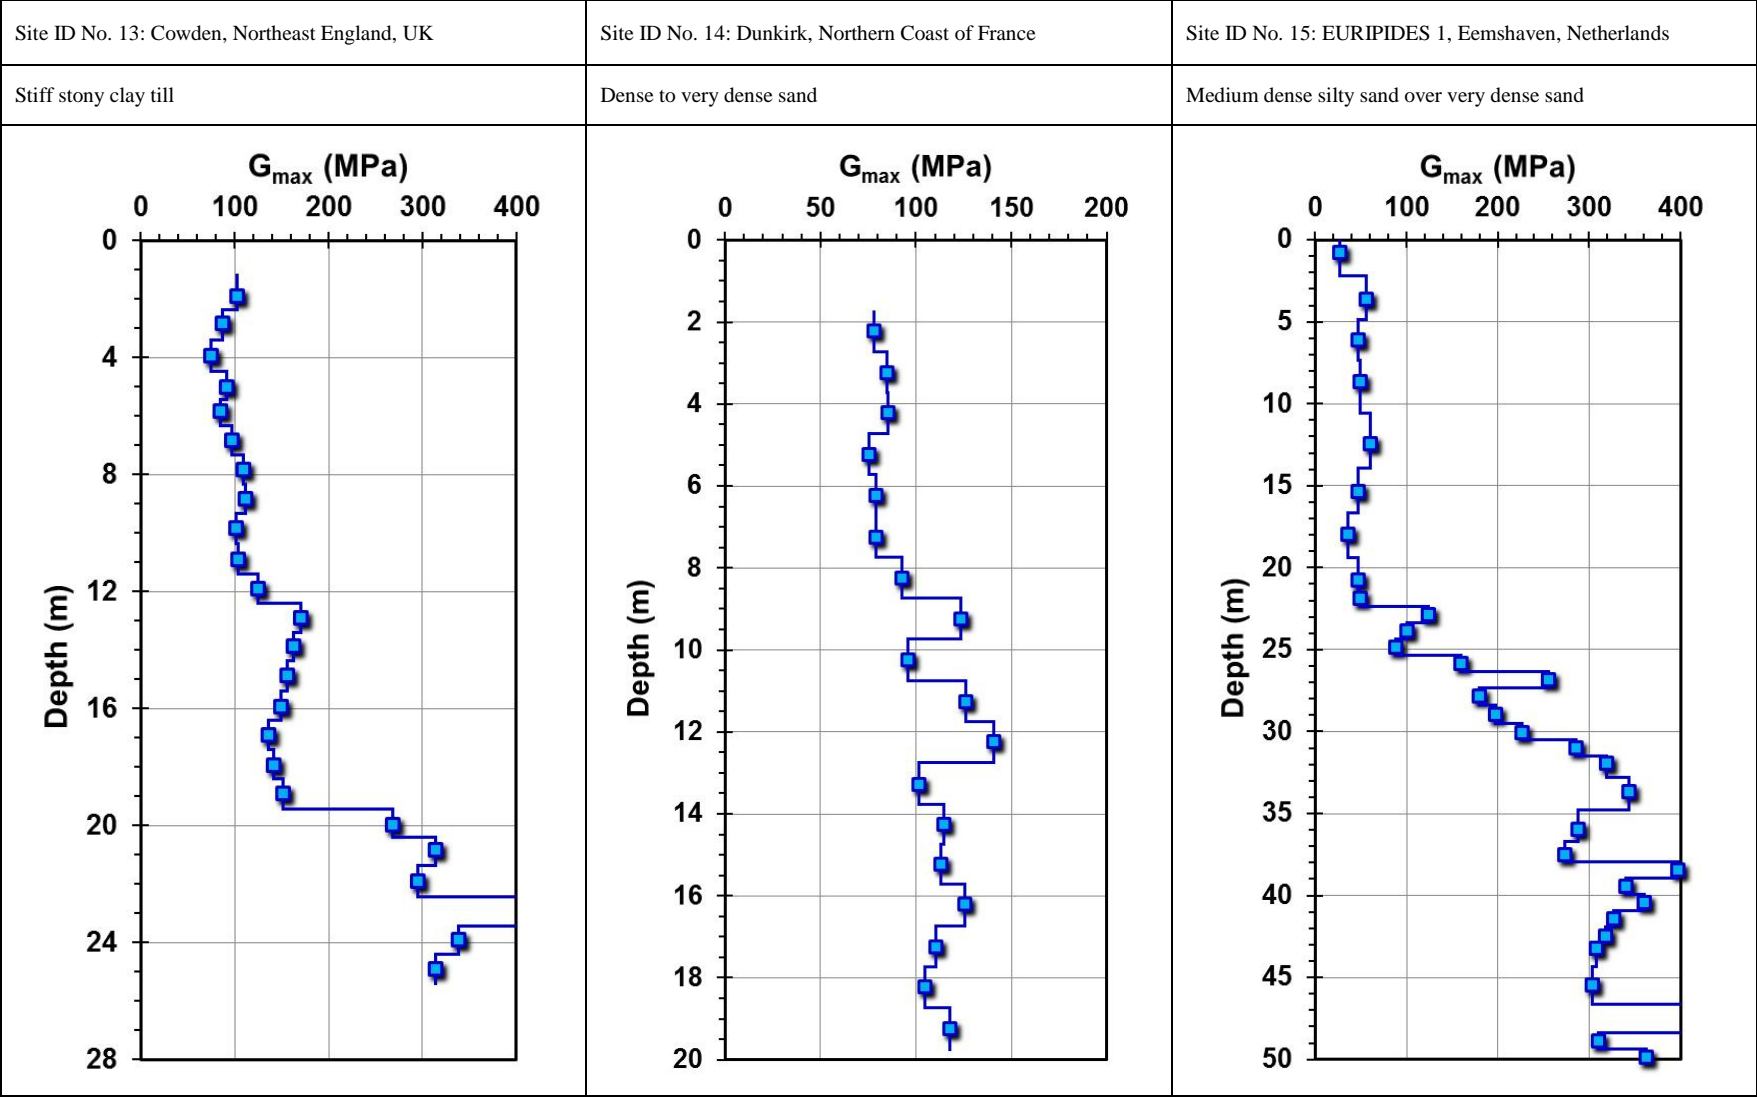 Site ID No. 13: Cowden, Northeast England, UK
Site ID No. 14: Dunkirk, Northern Coast of France
Site ID No. 15: EURIPIDES 1, Eemshaven, Netherlands
Stiff stony clay till
Dense to very dense sand
Medium dense silty sand over very dense sand
Gmax (MPa)
0 100 200 300 400
0
4
8
12
16
20
24
28
Depth (m)
Gmax (MPa)
0 50 100 150 200
0
2
4
6
8
10
12
14
16
18
20
Depth (m)
Gmax (MPa)
0 100 200 300 400
0
5
10
15
20
25
30
35
40
45
50
Depth (m)